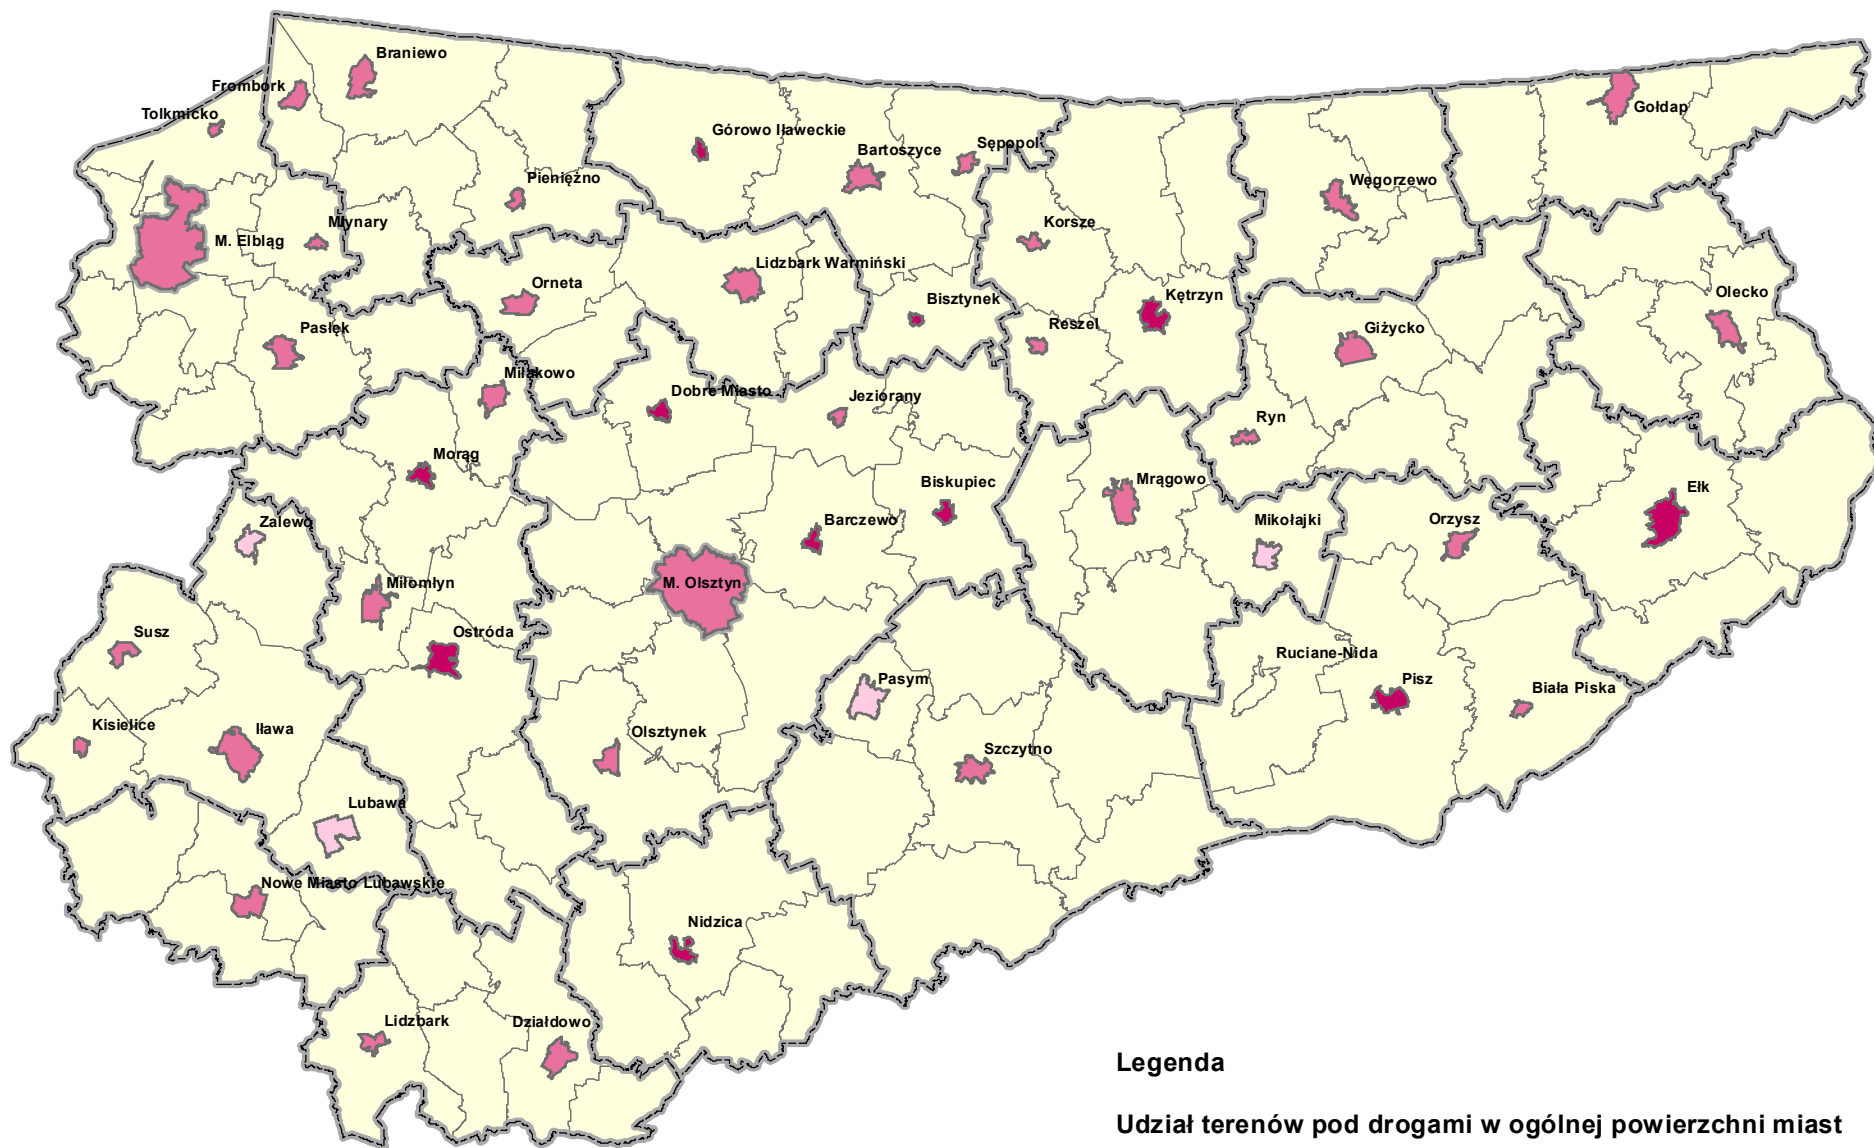 Braniewo
Frombork
Tolkmicko
Gołdap
Górowo Iławeckie
Sępopol
Bartoszyce
Pieniężno
Węgorzewo
Korsze
Młynary
M. Elbląg
Lidzbark Warmiński
Orneta
Bisztynek
Kętrzyn
Olecko
Pasłęk
Reszel
Giżycko
Miłakowo
Dobre Miasto
Jeziorany
Ryn
Morąg
Biskupiec
Mrągowo
Ełk
Zalewo
Barczewo
Mikołajki
Orzysz
Miłomłyn
M. Olsztyn
Susz
Ostróda
Ruciane-Nida
Pasym
Pisz
Biała Piska
Kisielice
Iława
Olsztynek
Szczytno
Lubawa
Nowe Miasto Lubawskie
Nidzica
Lidzbark
Działdowo
Legenda
Udział terenów pod drogami w ogólnej powierzchni miast